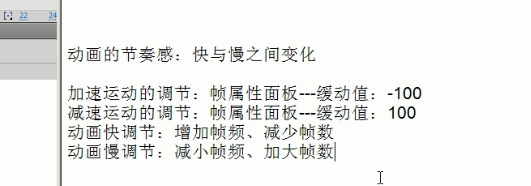 22 24
动画的节奏感：快与慢之间变化
加速运动的调节：帧属性面板---缓动值：-100
减速运动的调节：帧属性面板---缓动值：100
动画快调节：增加帧频、减少帧数
动画慢调节：减小帧频、加大帧数